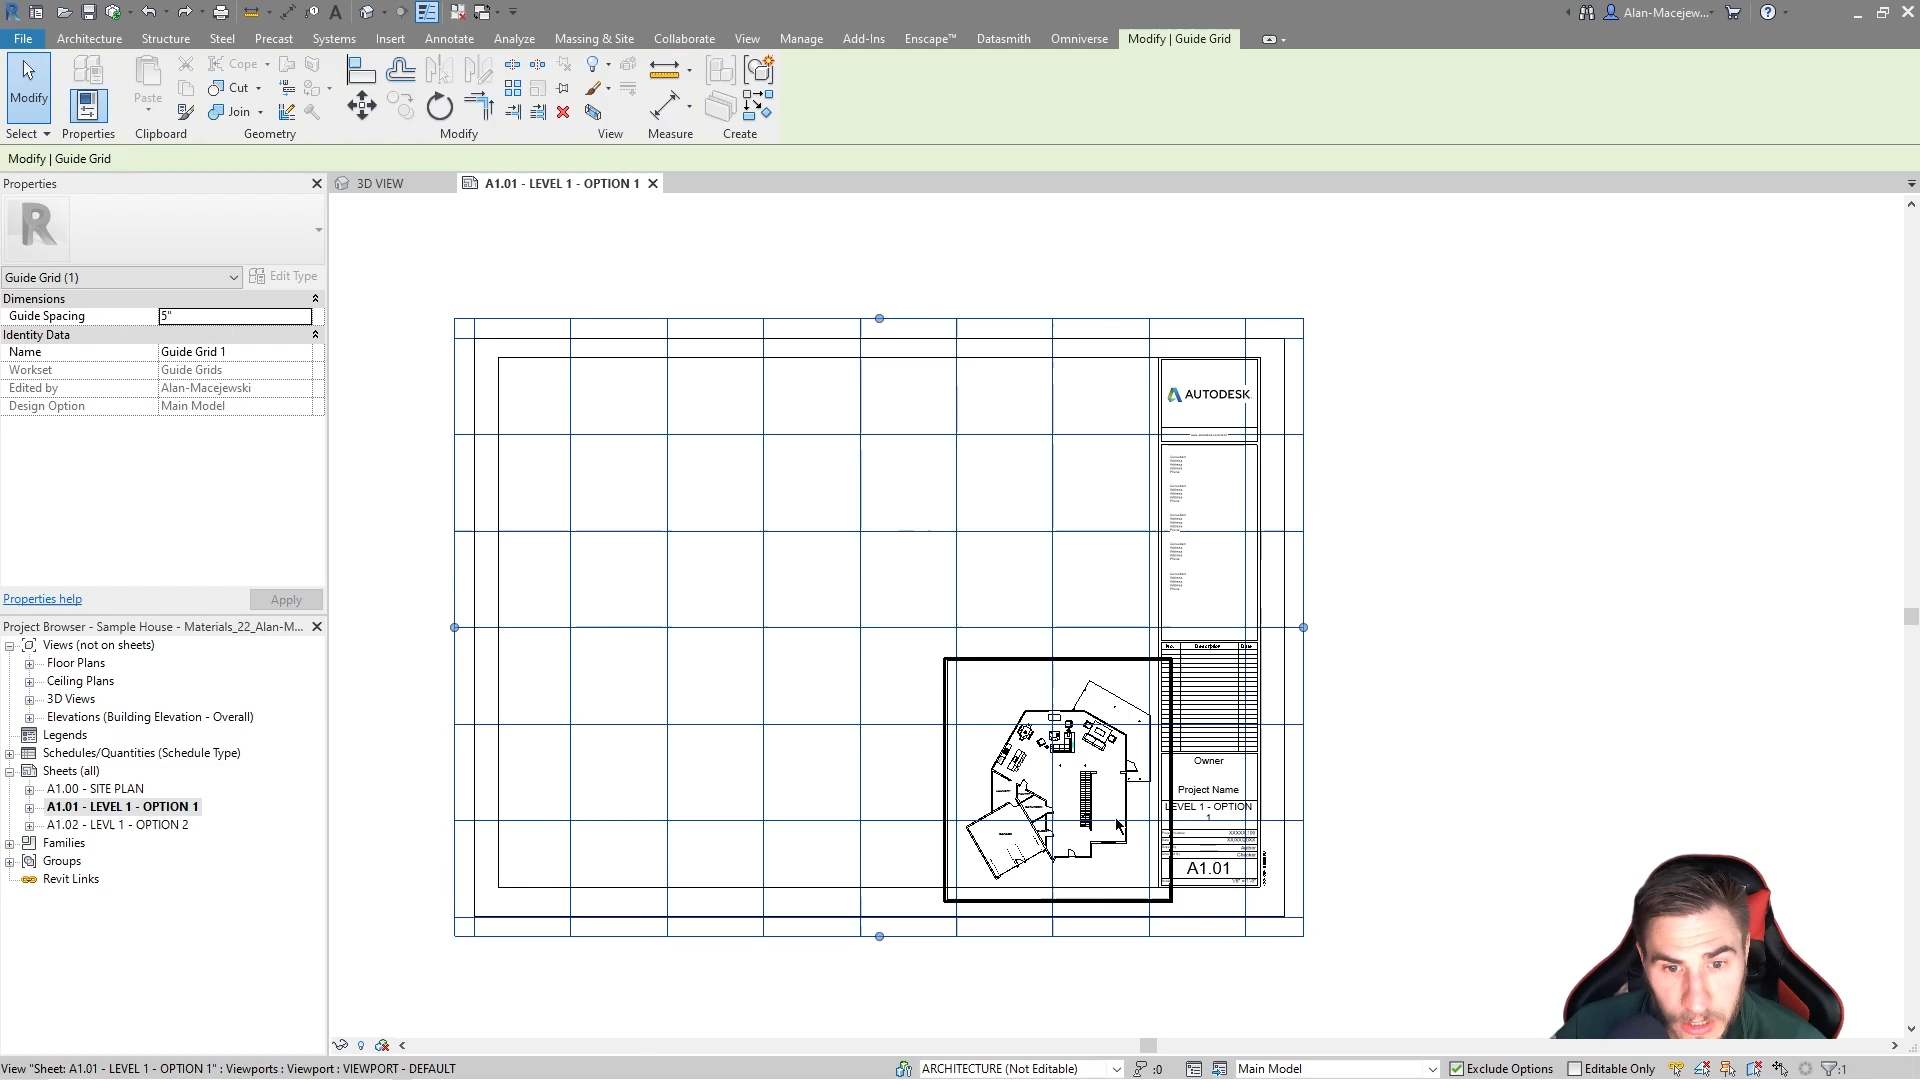 Alan-Macejew...
File
Architecture
Structure
Steel
Precast
Systems
Insert
Annotate
Analyze
Massing & Site
Collaborate
View
Manage
Add-Ins
Enscape™
Datasmith
Omniverse
Modify | Guide Grid
Modify
Paste
Cope
Cut
Join
Select
Properties
Clipboard
Geometry
Modify
View
Measure
Create
Modify | Guide Grid
Properties
3D VIEW
A1.01 - LEVEL 1 - OPTION 1
Guide Grid (1)
Edit Type
Dimensions
Guide Spacing 5"
Identity Data
Name Guide Grid 1
Workset Guide Grids
Edited by Alan-Macejewski
Design Option Main Model
Properties help
Apply
Project Browser - Sample House - Materials_22_Alan-M...
Views (not on sheets)
Floor Plans
Ceiling Plans
3D Views
Elevations (Building Elevation - Overall)
Legends
Schedules/Quantities (Schedule Type)
Sheets (all)
A1.00 - SITE PLAN
A1.01 - LEVEL 1 - OPTION 1
A1.02 - LEVL 1 - OPTION 2
Families
Groups
Revit Links
AUTODESK.
No. Description Date
Owner
Project Name
LEVEL 1 - OPTION
1
A1.01
View "Sheet: A1.01 - LEVEL 1 - OPTION 1" : Viewports : Viewport : VIEWPORT - DEFAULT
ARCHITECTURE (Not Editable)
:0
Main Model
Exclude Options
Editable Only
:1